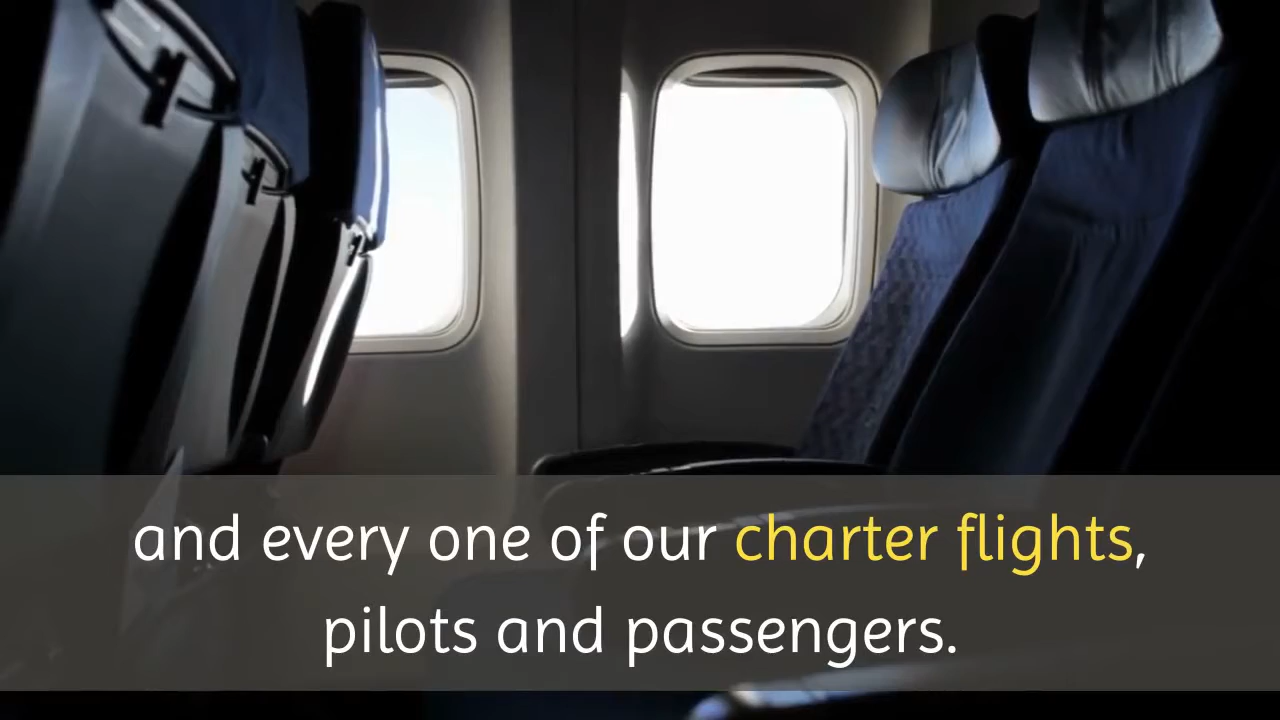 and every one of our charter flights,
pilots and passengers.